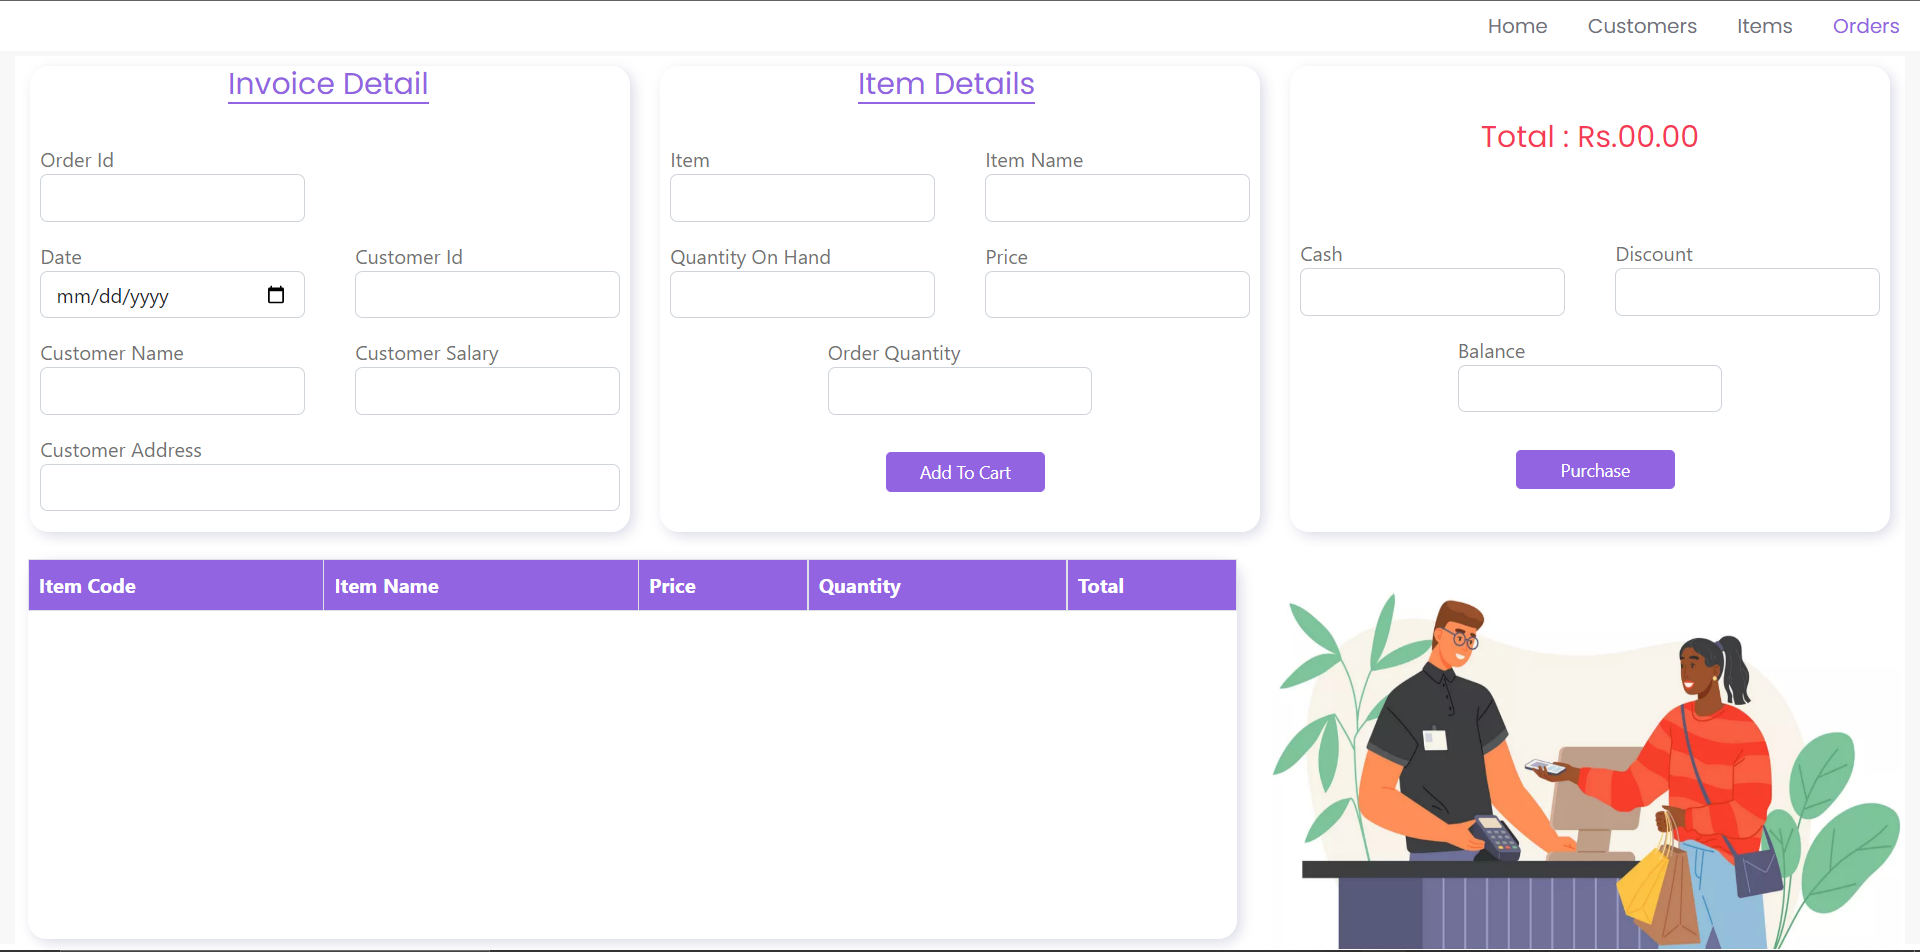 Home Customers Items Orders
Invoice Detail
Order Id
Date Customer Id
mm/dd/yyyy
Customer Name Customer Salary
Customer Address
Item Details
Item Item Name
Quantity On Hand Price
Order Quantity
Add To Cart
Total : Rs.00.00
Cash Discount
Balance
Purchase
Item Code Item Name Price Quantity Total